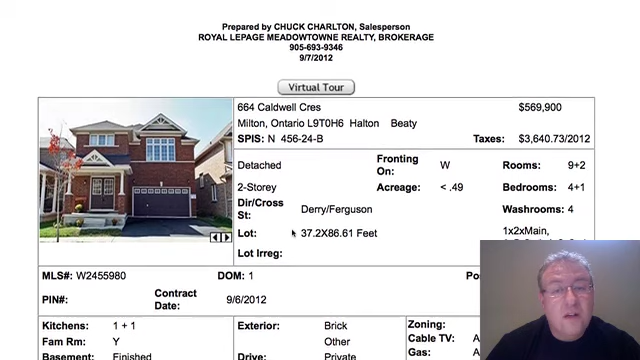 Prepared by CHUCK CHARLTON, Salesperson
ROYAL LEPAGE MEADOWTOWNE REALTY, BROKERAGE
905-693-9346
9/7/2012
Virtual Tour
664 Caldwell Cres $569,900
Milton, Ontario L9T0H6 Halton Beaty
SPIS: N 456-24-B Taxes: $3,640.73/2012
Detached Fronting On: W Rooms: 9+2
2-Storey Acreage: < .49 Bedrooms: 4+1
Dir/Cross St: Derry/Ferguson Washrooms: 4
Lot: 37.2X86.61 Feet 1x2xMain,
Lot Irreg:
MLS#: W2455980 DOM: 1
PIN#: Contract Date: 9/6/2012
Kitchens: 1 + 1 Exterior: Brick Zoning:
Fam Rm: Y Other Cable TV: A
Basement: Finished Drive: Private Gas: